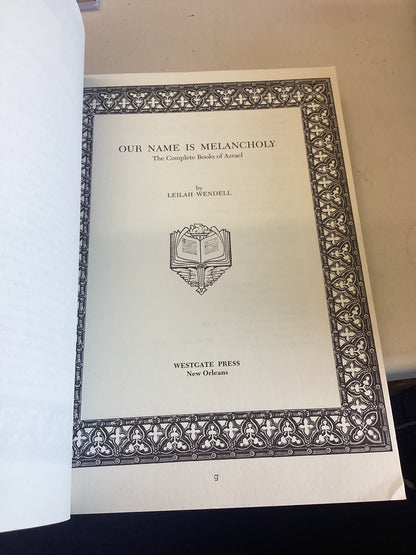 OUR NAME IS MELANCHOLY
The Complete Books of Azrael
by
LEILAH WENDELL
WESTGATE PRESS
New Orleans
g